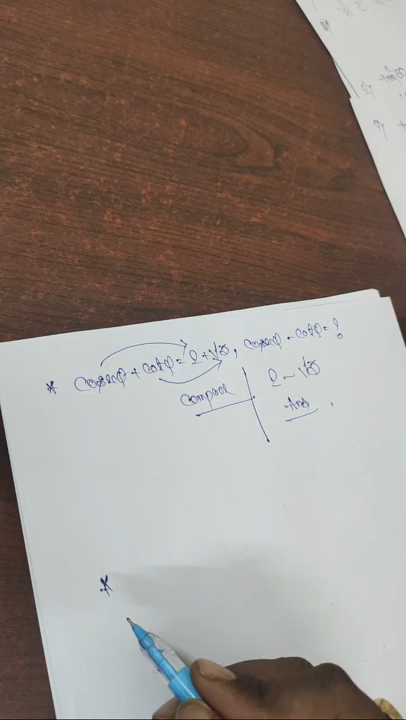 * Cosecφ + Cotφ = 2 + √3, Cosecφ - Cotφ = ?
Compare
2 - √3
Ans
*